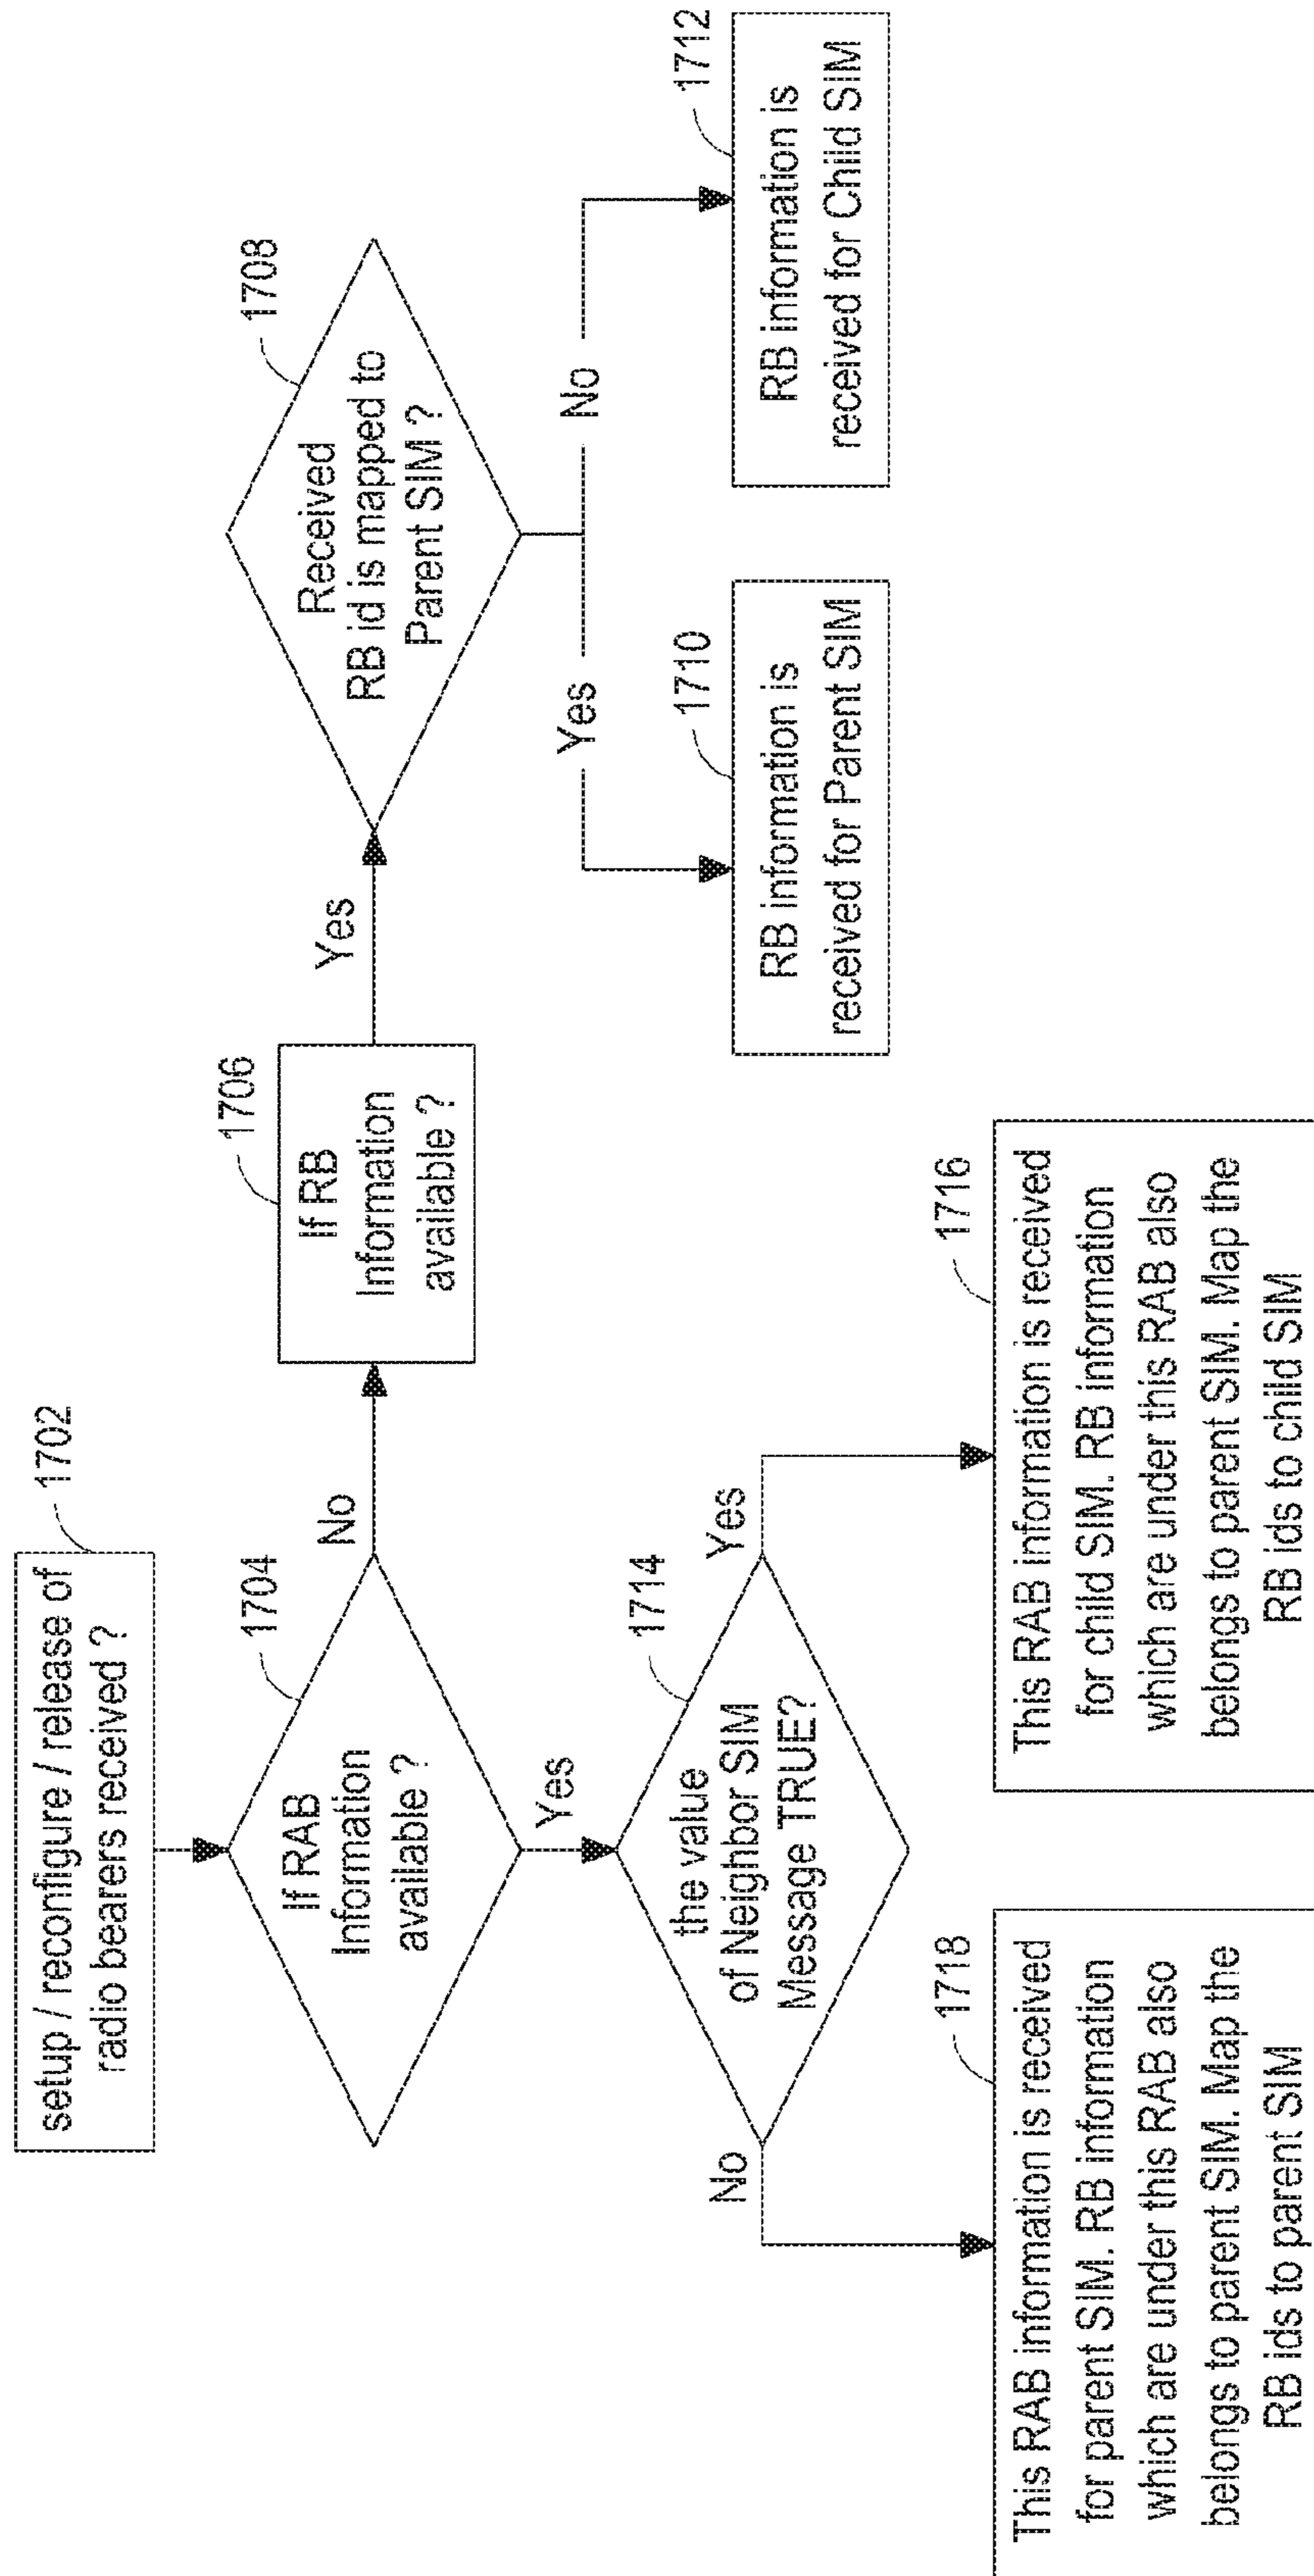 setup / reconfigure / release of
radio bearers received ?
1702
If RAB
Information
available ?
1704
No
Yes
If RB
Information
available ?
1706
Yes
Received
RB id is mapped to
Parent SIM ?
1708
Yes
No
RB information is
received for Parent SIM
1710
RB information is
received for Child SIM
1712
the value
of Neighbor SIM
Message TRUE?
1714
No
Yes
This RAB information is received
for parent SIM. RB information
which are under this RAB also
belongs to parent SIM. Map the
RB ids to parent SIM
1718
This RAB information is received
for child SIM. RB information
which are under this RAB also
belongs to parent SIM. Map the
RB ids to child SIM
1716